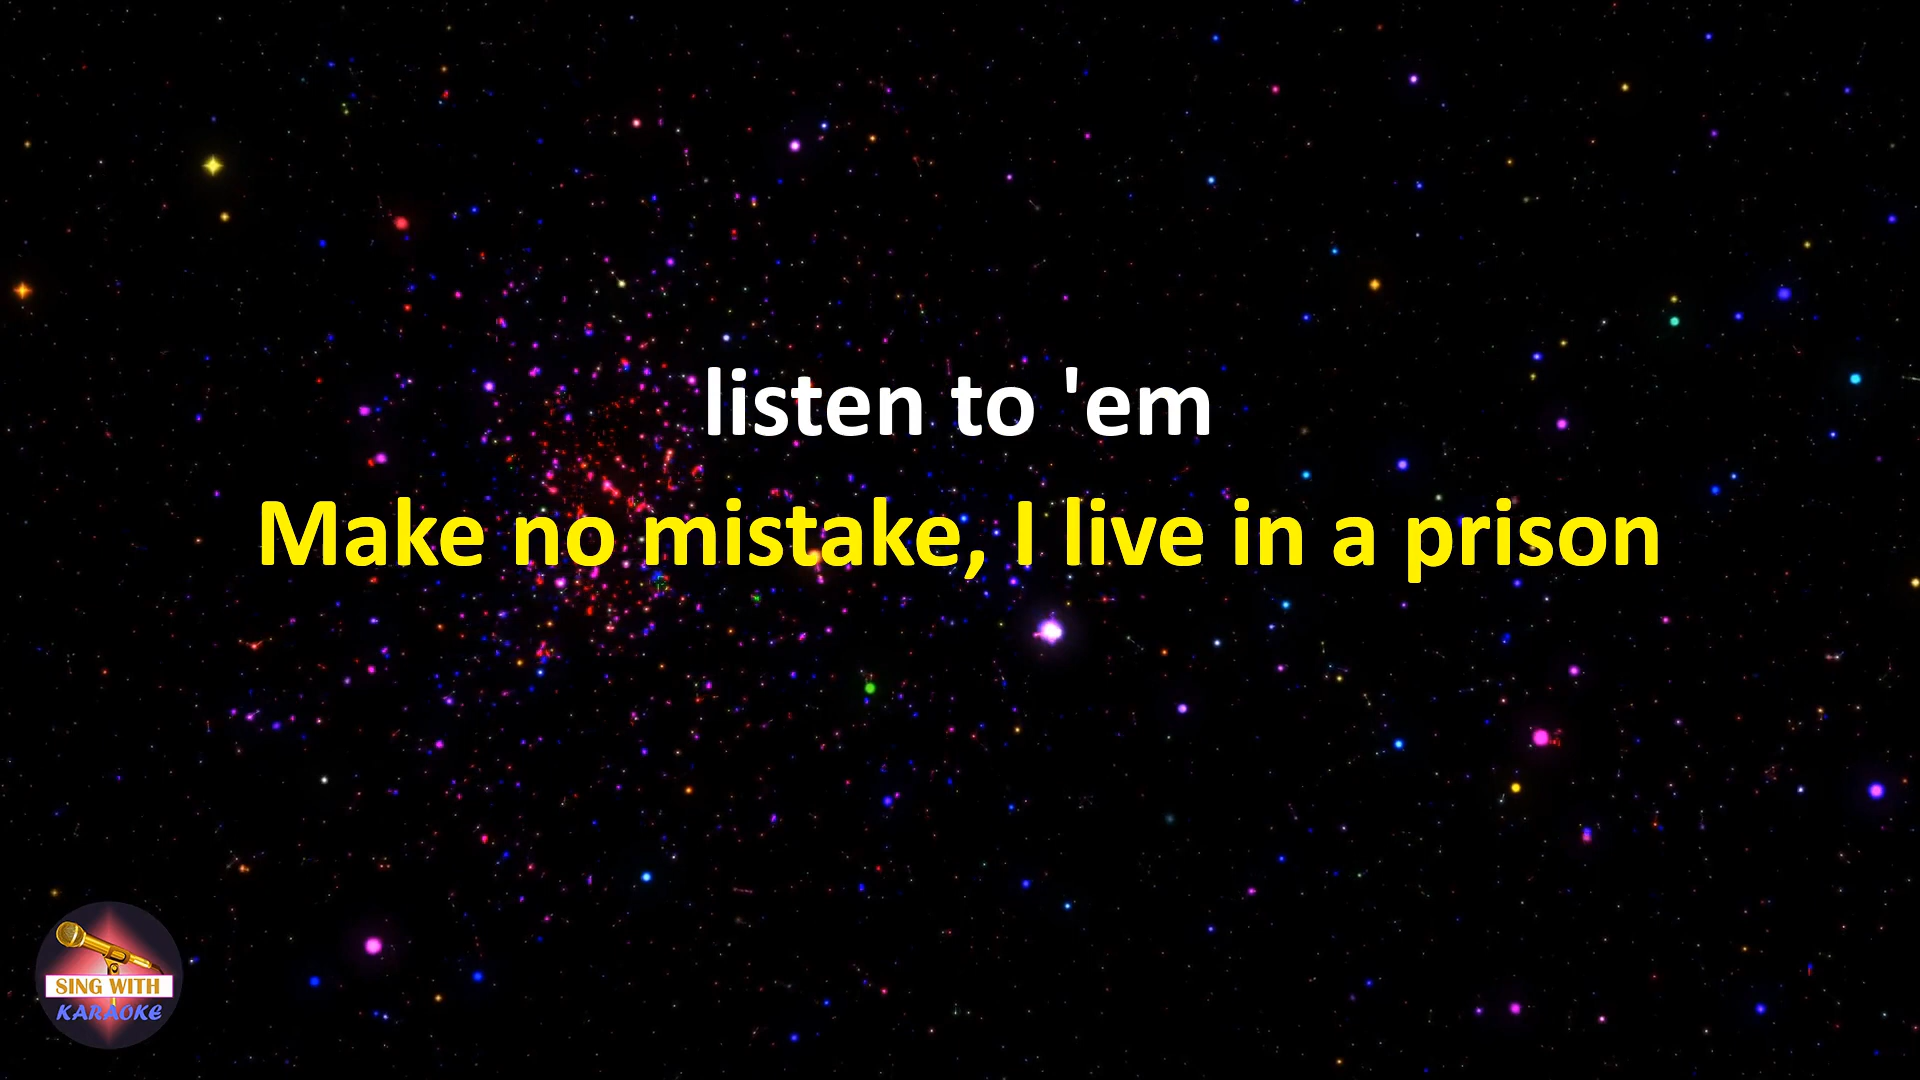 listen to 'em
Make no mistake, I live in a prison
SING WITH
KARAOKE